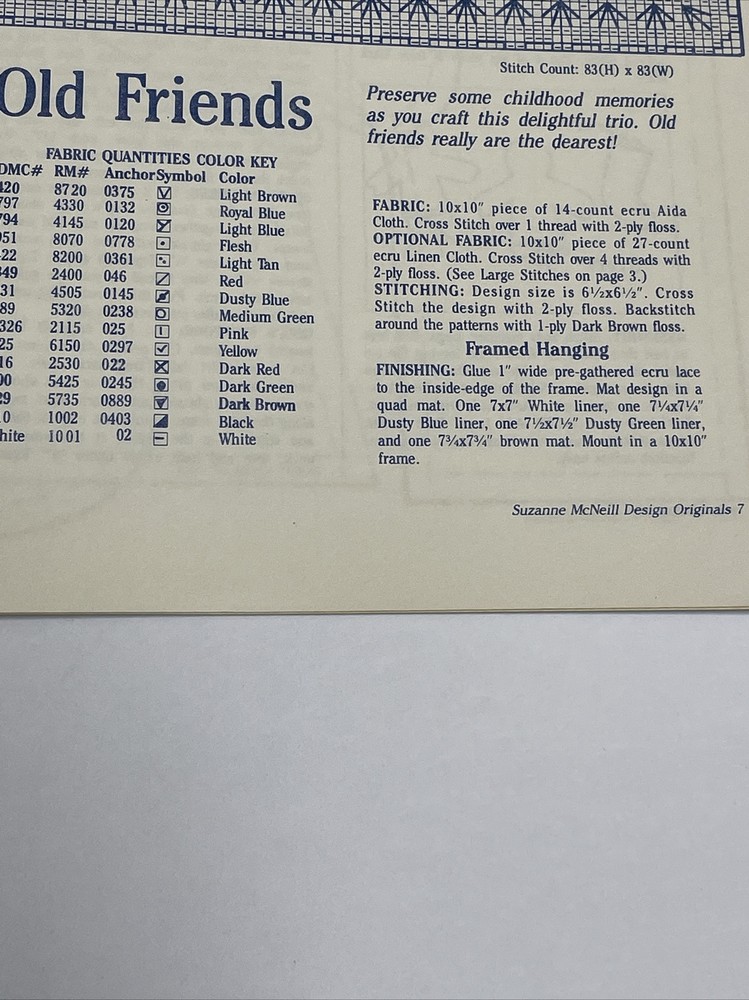 Stitch Count: 83(H) x 83(W)
Old Friends
Preserve some childhood memories
as you craft this delightful trio. Old
friends really are the dearest!
FABRIC QUANTITIES COLOR KEY
DMC# RM# Anchor Symbol Color
420 8720 0375 Light Brown
797 4330 0132 Royal Blue
794 4145 0120 Light Blue
951 8070 0778 Flesh
22 8200 0361 Light Tan
349 2400 046 Red
31 4505 0145 Dusty Blue
89 5320 0238 Medium Green
326 2115 025 Pink
25 6150 0297 Yellow
16 2530 022 Dark Red
00 5425 0245 Dark Green
29 5735 0889 Dark Brown
0 1002 0403 Black
hite 1001 02 White
FABRIC: 10x10" piece of 14-count ecru Aida
Cloth. Cross Stitch over 1 thread with 2-ply floss.
OPTIONAL FABRIC: 10x10" piece of 27-count
ecru Linen Cloth. Cross Stitch over 4 threads with
2-ply floss. (See Large Stitches on page 3.)
STITCHING: Design size is 6½x6½". Cross
Stitch the design with 2-ply floss. Backstitch
around the patterns with 1-ply Dark Brown floss.
Framed Hanging
FINISHING: Glue 1" wide pre-gathered ecru lace
to the inside-edge of the frame. Mat design in a
quad mat. One 7x7" White liner, one 7¼x7¼"
Dusty Blue liner, one 7½x7½" Dusty Green liner,
and one 7¾x7¾" brown mat. Mount in a 10x10"
frame.
Suzanne McNeill Design Originals 7